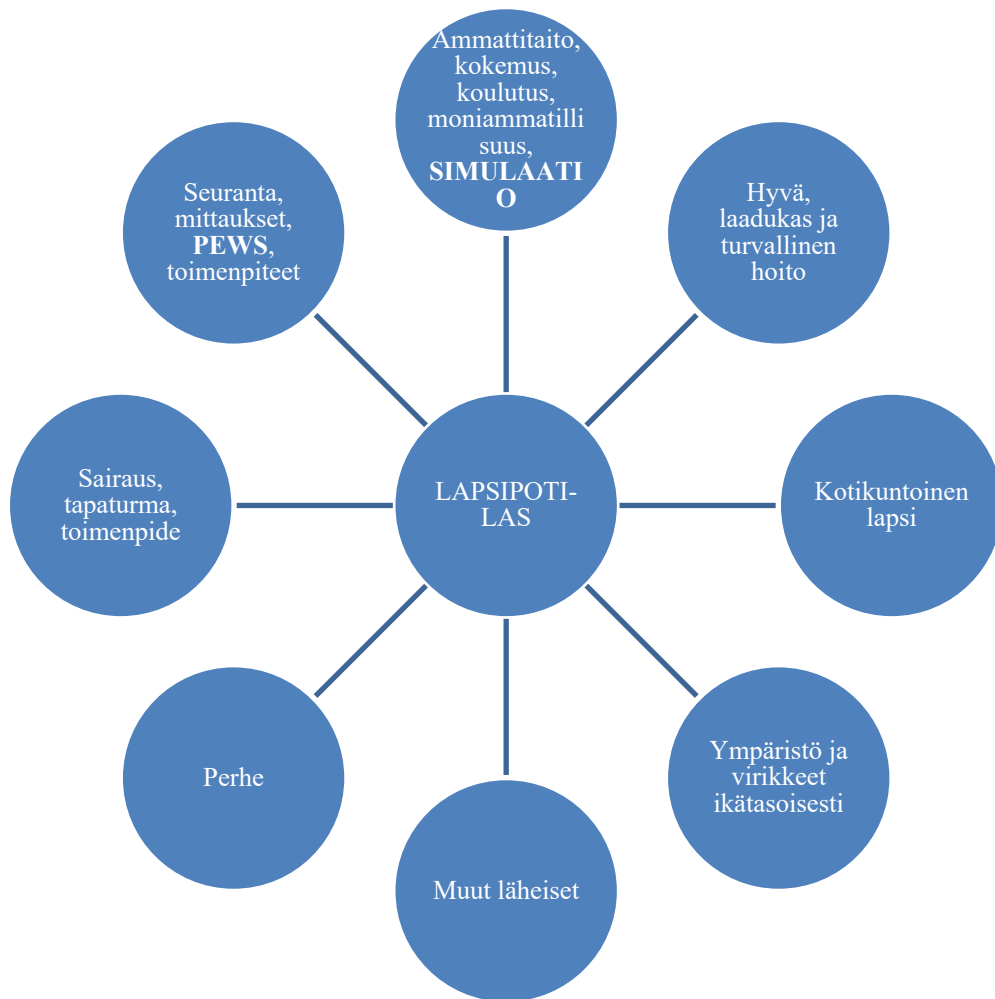 Ammattitaito,
kokemus,
koulutus,
moniammatilli
suus,
SIMULAATI
O
Hyvä,
laadukas ja
turvallinen
hoito
Kotikuntoinen
lapsi
Ympäristö ja
virikkeet
ikätasoisesti
Muut läheiset
Perhe
Sairaus,
tapaturma,
toimenpide
Seuranta,
mittaukset,
PEWS,
toimenpiteet
LAPSIPOTI-
LAS